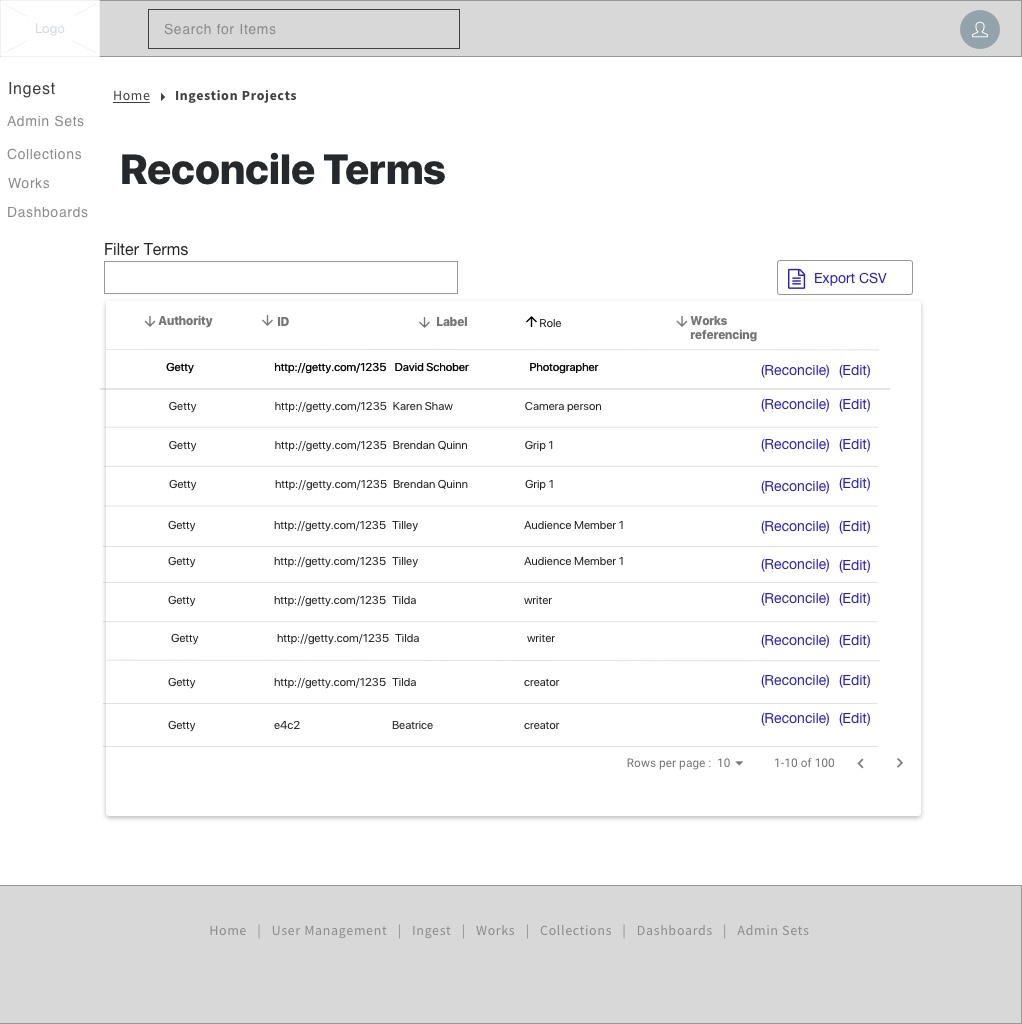 Logo
Search for Items
Ingest
Admin Sets
Collections
Works
Dashboards
Home Ingestion Projects
Reconcile Terms
Filter Terms
Export CSV
Authority ID Label Role Works referencing
Getty http://getty.com/1235 David Schober Photographer (Reconcile) (Edit)
Getty http://getty.com/1235 Karen Shaw Camera person (Reconcile) (Edit)
Getty http://getty.com/1235 Brendan Quinn Grip 1 (Reconcile) (Edit)
Getty http://getty.com/1235 Brendan Quinn Grip 1 (Reconcile) (Edit)
Getty http://getty.com/1235 Tilley Audience Member 1 (Reconcile) (Edit)
Getty http://getty.com/1235 Tilley Audience Member 1 (Reconcile) (Edit)
Getty http://getty.com/1235 Tilda writer (Reconcile) (Edit)
Getty http://getty.com/1235 Tilda writer (Reconcile) (Edit)
Getty http://getty.com/1235 Tilda creator (Reconcile) (Edit)
Getty e4c2 Beatrice creator (Reconcile) (Edit)
Rows per page : 10 1-10 of 100
Home | User Management | Ingest | Works | Collections | Dashboards | Admin Sets